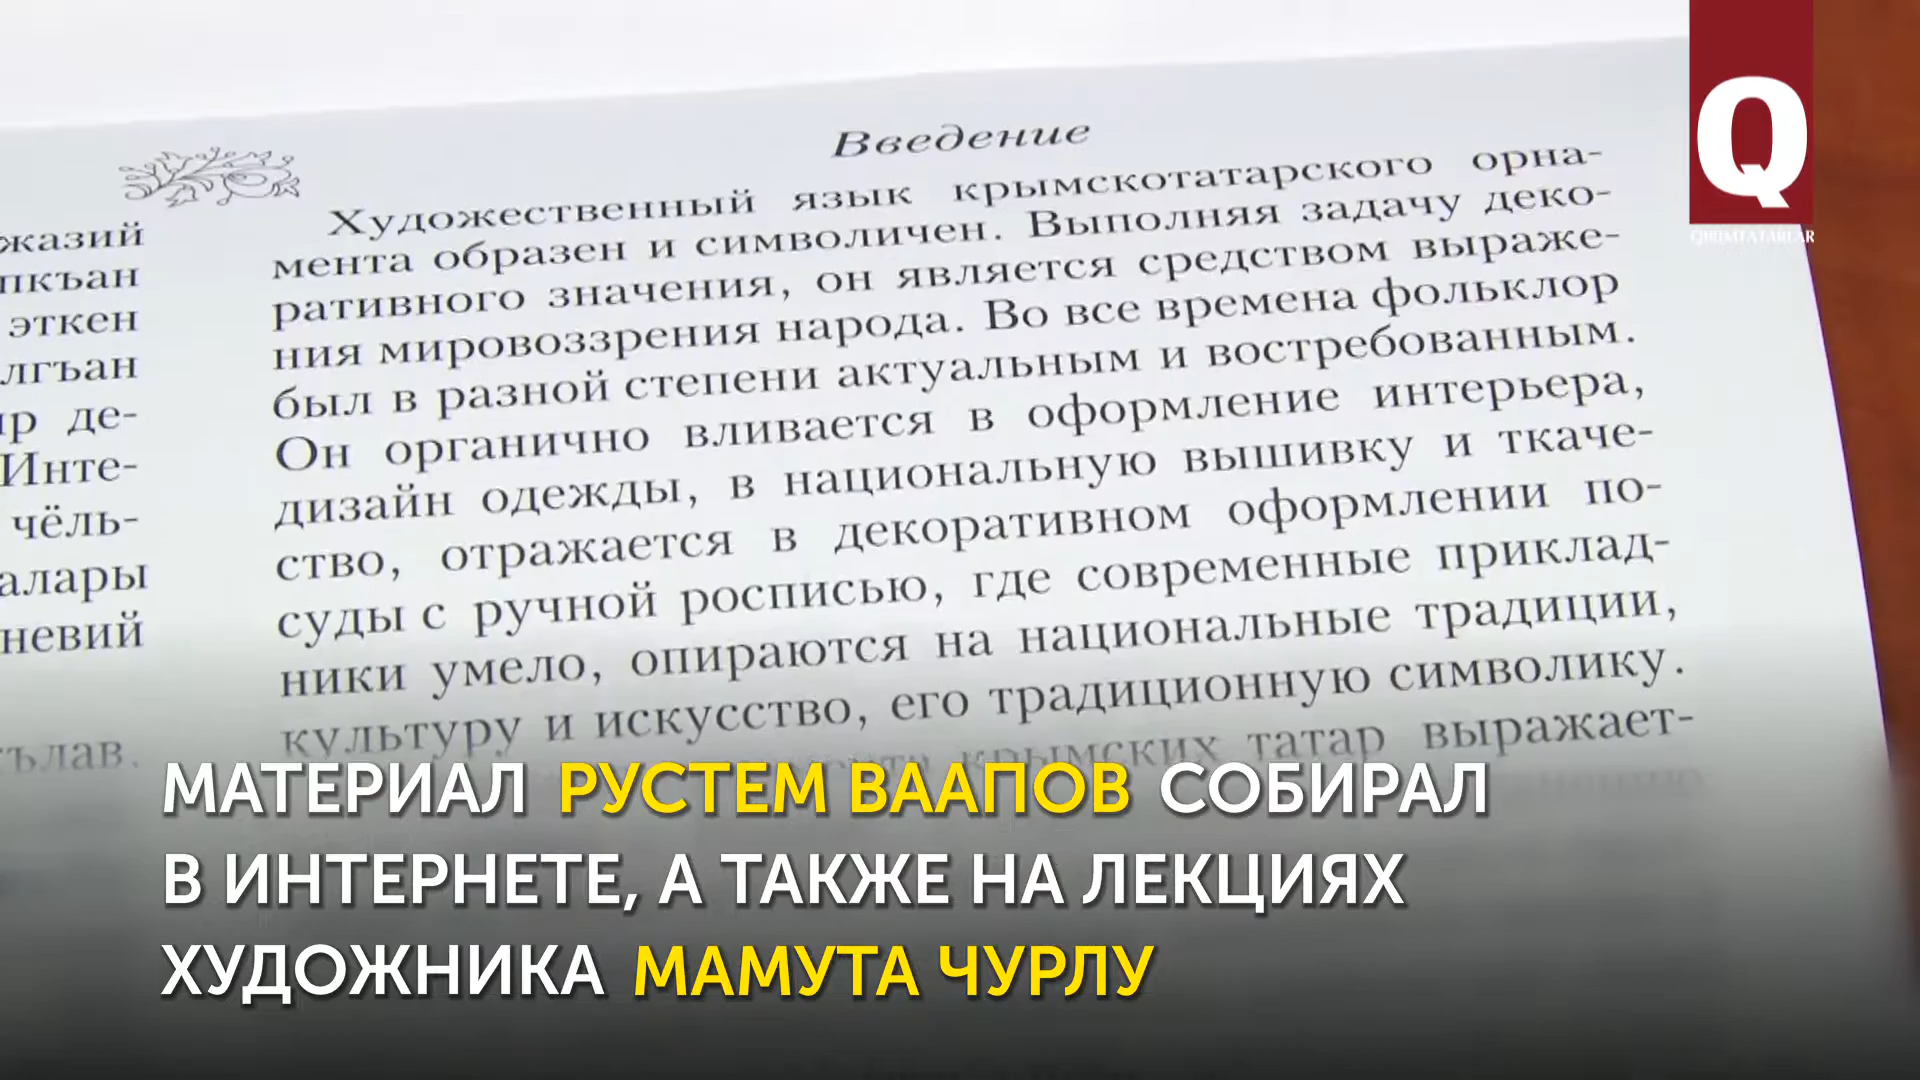 Q
QIRIMTATARLAR
Введение
Художественный язык крымскотатарского орна-
мента образен и символичен. Выполняя задачу деко-
ративного значения, он является средством выраже-
ния мировоззрения народа. Во все времена фольклор
был в разной степени актуальным и востребованным.
Он органично вливается в оформление интерьера,
дизайн одежды, в национальную вышивку и ткаче-
ство, отражается в декоративном оформлении по-
суды с ручной росписью, где современные приклад-
ники умело, опираются на национальные традиции,
культуру и искусство, его традиционную символику.
крымских татар выражает-
жазий
пкъан
эткен
лгъан
ир де-
Инте-
чёль-
алары
невий
ълав.
МАТЕРИАЛ РУСТЕМ ВААПОВ СОБИРАЛ
В ИНТЕРНЕТЕ, А ТАКЖЕ НА ЛЕКЦИЯХ
ХУДОЖНИКА МАМУТА ЧУРЛУ